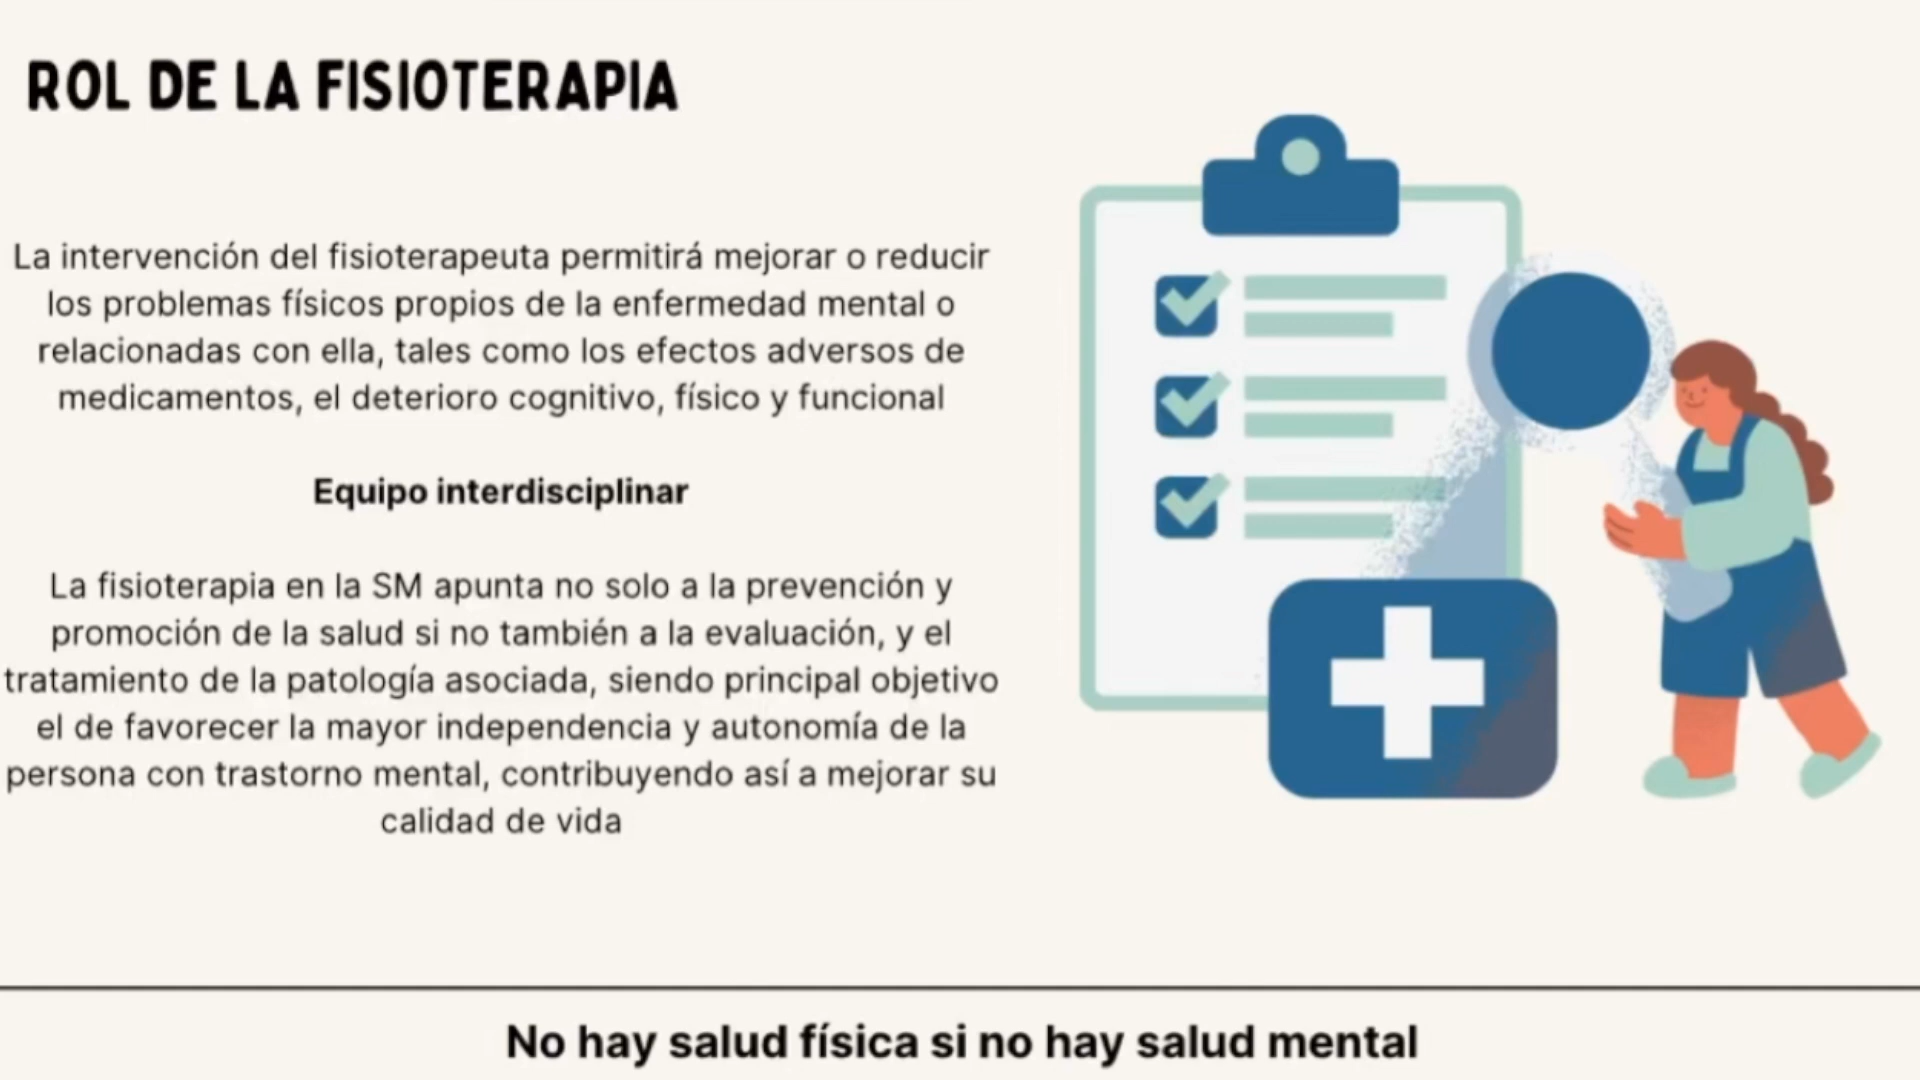 ROL DE LA FISIOTERAPIA
La intervención del fisioterapeuta permitirá mejorar o reducir
los problemas físicos propios de la enfermedad mental o
relacionadas con ella, tales como los efectos adversos de
medicamentos, el deterioro cognitivo, físico y funcional
Equipo interdisciplinar
La fisioterapia en la SM apunta no solo a la prevención y
promoción de la salud si no también a la evaluación, y el
tratamiento de la patología asociada, siendo principal objetivo
el de favorecer la mayor independencia y autonomía de la
persona con trastorno mental, contribuyendo así a mejorar su
calidad de vida
No hay salud física si no hay salud mental